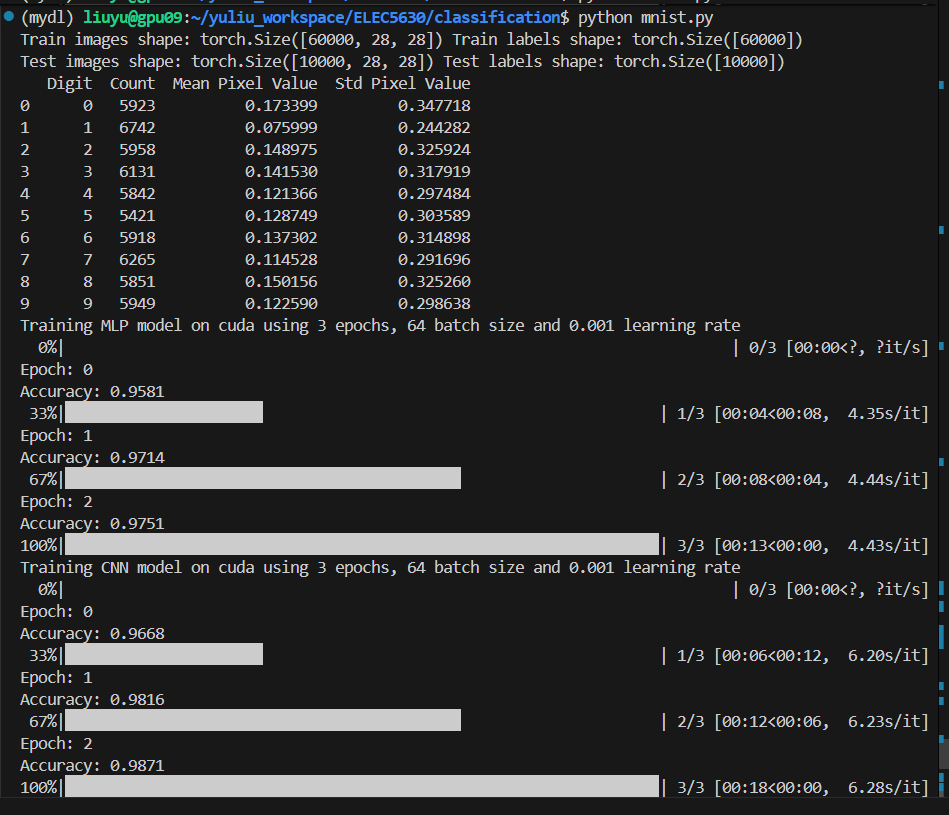 (mydl) liuyu@gpu09:~/yuliu_workspace/ELEC5630/classification$ python mnist.py
Train images shape: torch.Size([60000, 28, 28]) Train labels shape: torch.Size([60000])
Test images shape: torch.Size([10000, 28, 28]) Test labels shape: torch.Size([10000])
   Digit  Count  Mean Pixel Value  Std Pixel Value
0      0   5923          0.173399         0.347718
1      1   6742          0.075999         0.244282
2      2   5958          0.148975         0.325924
3      3   6131          0.141530         0.317919
4      4   5842          0.121366         0.297484
5      5   5421          0.128749         0.303589
6      6   5918          0.137302         0.314898
7      7   6265          0.114528         0.291696
8      8   5851          0.150156         0.325260
9      9   5949          0.122590         0.298638
Training MLP model on cuda using 3 epochs, 64 batch size and 0.001 learning rate
  0%| | 0/3 [00:00<?, ?it/s]
Epoch: 0
Accuracy: 0.9581
 33%| | 1/3 [00:04<00:08,  4.35s/it]
Epoch: 1
Accuracy: 0.9714
 67%| | 2/3 [00:08<00:04,  4.44s/it]
Epoch: 2
Accuracy: 0.9751
100%| | 3/3 [00:13<00:00,  4.43s/it]
Training CNN model on cuda using 3 epochs, 64 batch size and 0.001 learning rate
  0%| | 0/3 [00:00<?, ?it/s]
Epoch: 0
Accuracy: 0.9668
 33%| | 1/3 [00:06<00:12,  6.20s/it]
Epoch: 1
Accuracy: 0.9816
 67%| | 2/3 [00:12<00:06,  6.23s/it]
Epoch: 2
Accuracy: 0.9871
100%| | 3/3 [00:18<00:00,  6.28s/it]